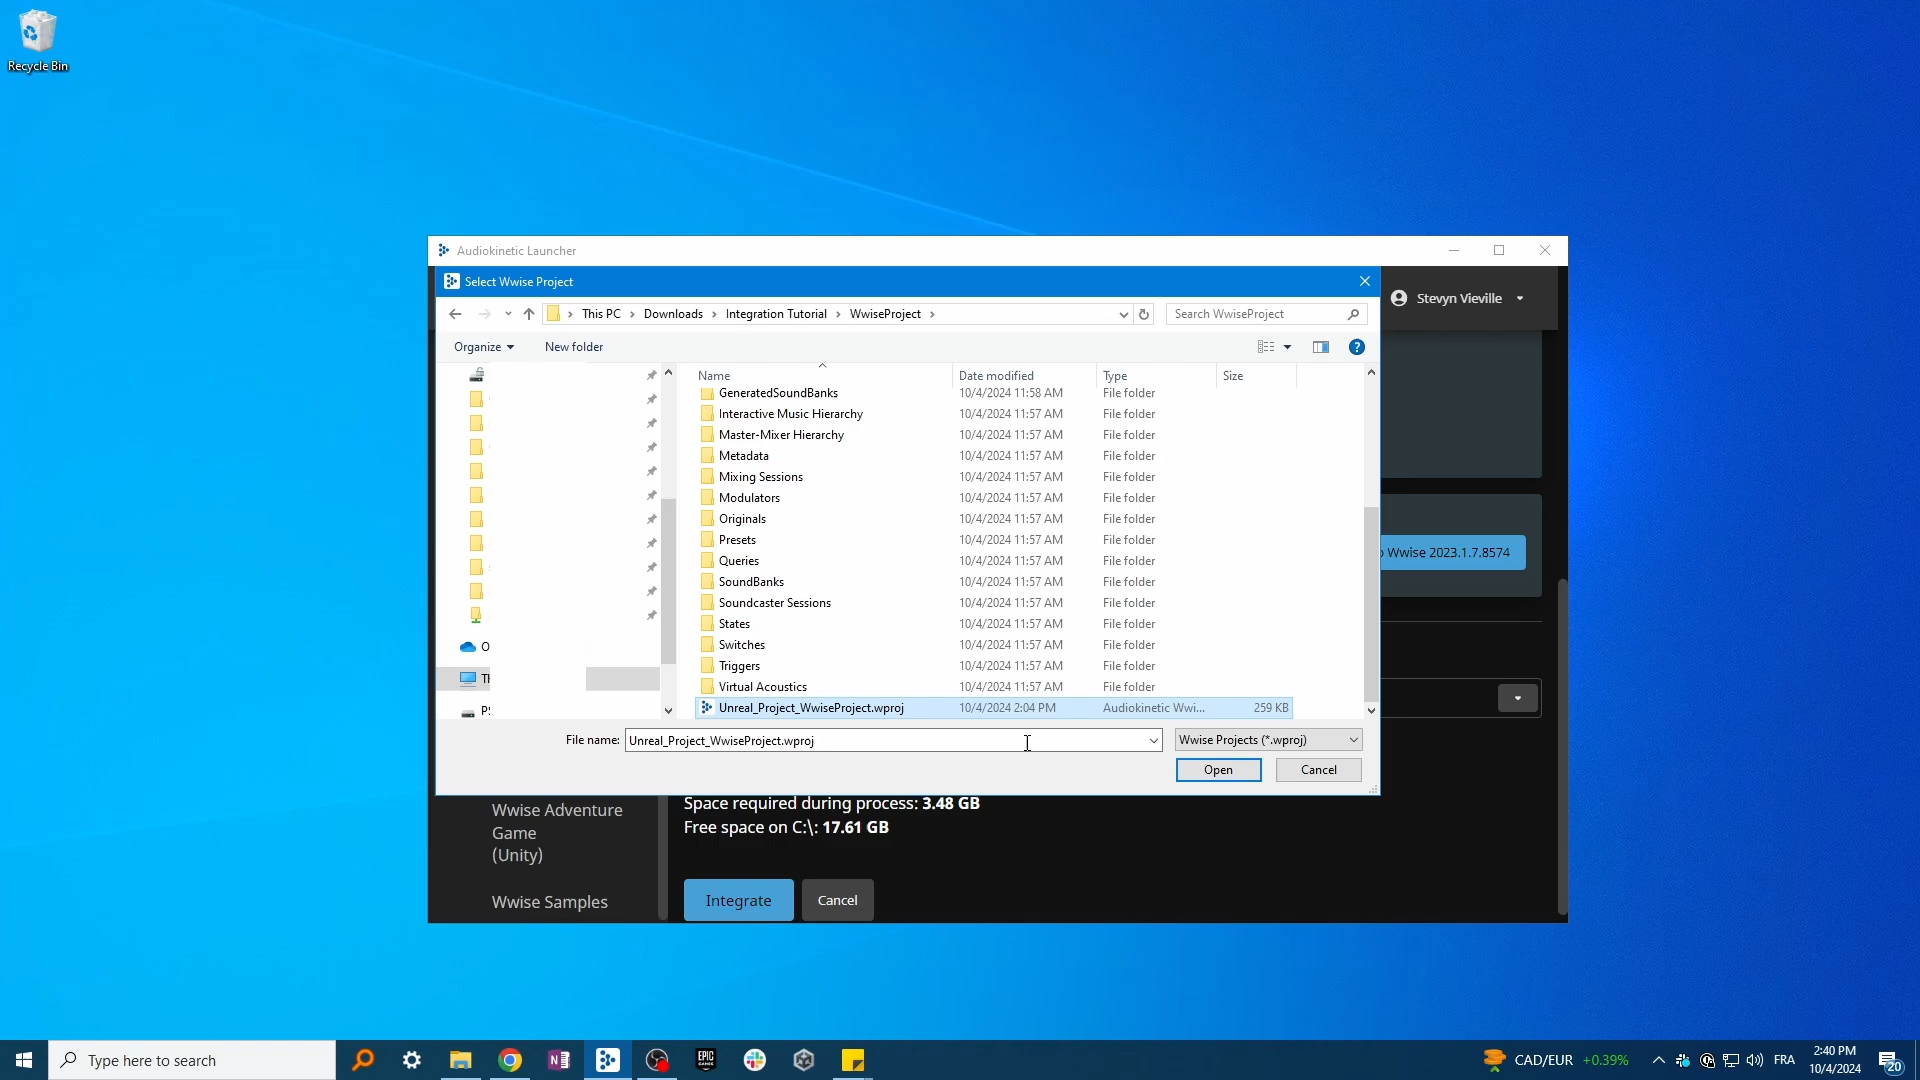 Recycle Bin
Audiokinetic Launcher
Select Wwise Project
Stevyn Vieville
This PC > Downloads > Integration Tutorial > WwiseProject >
Search WwiseProject
Organize
New folder
Name Date modified Type Size
GeneratedSoundBanks 10/4/2024 11:58 AM File folder
Interactive Music Hierarchy 10/4/2024 11:57 AM File folder
Master-Mixer Hierarchy 10/4/2024 11:57 AM File folder
Metadata 10/4/2024 11:57 AM File folder
Mixing Sessions 10/4/2024 11:57 AM File folder
Modulators 10/4/2024 11:57 AM File folder
Originals 10/4/2024 11:57 AM File folder
Presets 10/4/2024 11:57 AM File folder
Queries 10/4/2024 11:57 AM File folder
SoundBanks 10/4/2024 11:57 AM File folder
Soundcaster Sessions 10/4/2024 11:57 AM File folder
States 10/4/2024 11:57 AM File folder
Switches 10/4/2024 11:57 AM File folder
Triggers 10/4/2024 11:57 AM File folder
Virtual Acoustics 10/4/2024 11:57 AM File folder
Unreal_Project_WwiseProject.wproj 10/4/2024 2:04 PM Audiokinetic Wwi... 259 KB
Wwise 2023.1.7.8574
File name: Unreal_Project_WwiseProject.wproj
Wwise Projects (*.wproj)
Open
Cancel
Wwise Adventure
Game
(Unity)
Wwise Samples
Space required during process: 3.48 GB
Free space on C:\: 17.61 GB
Integrate
Cancel
Type here to search
EPIC
GAMES
CAD/EUR +0.39%
FRA
2:40 PM
10/4/2024
20